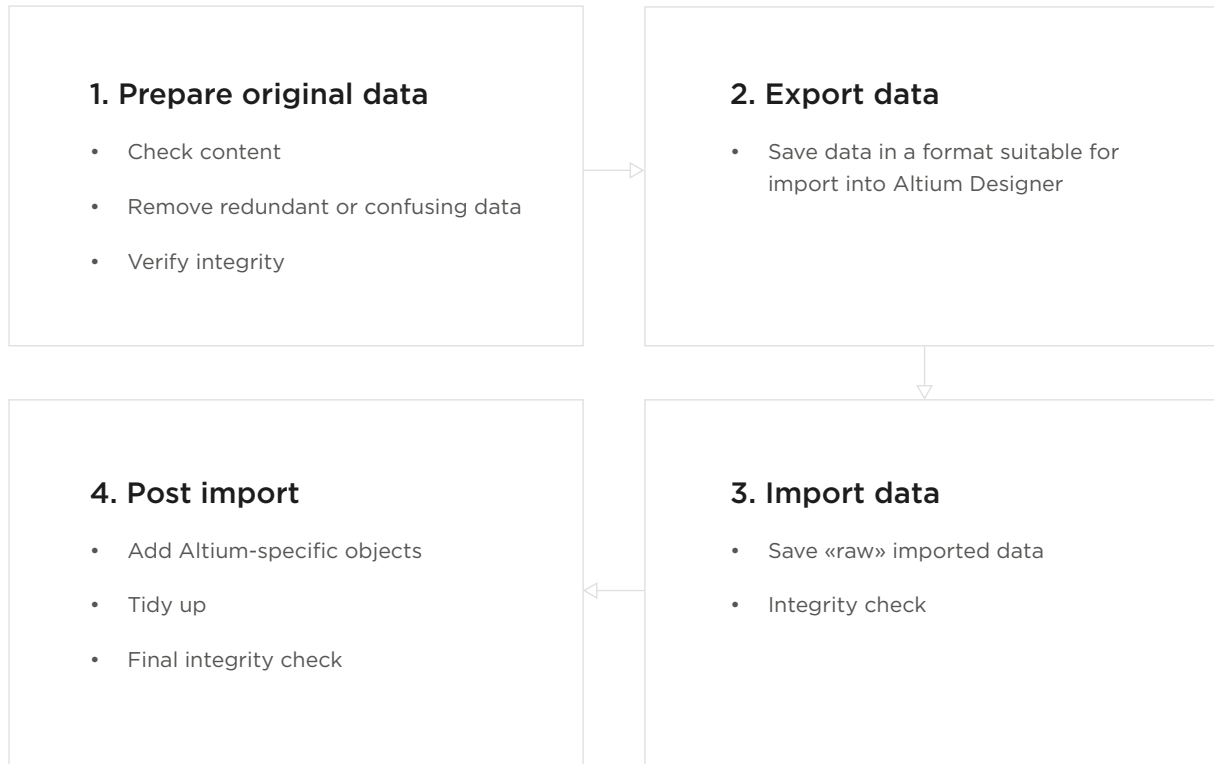 1. Prepare original data
• Check content
• Remove redundant or confusing data
• Verify integrity
2. Export data
• Save data in a format suitable for
import into Altium Designer
3. Import data
• Save «raw» imported data
• Integrity check
4. Post import
• Add Altium-specific objects
• Tidy up
• Final integrity check